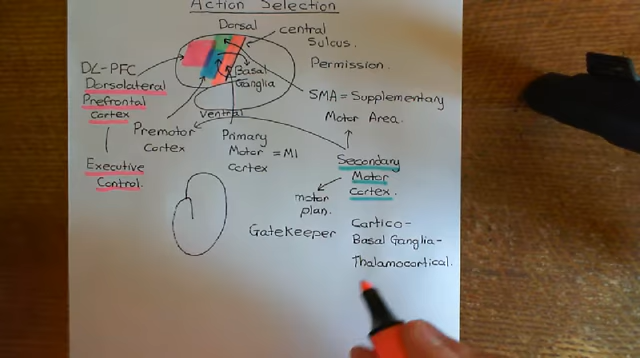 Action Selection
Dorsal
central
Sulcus.
Permission.
DL-PFC
Dorsolateral
Prefrontal
Cortex
Executive
Control.
Basal
Ganglia
SMA = Supplementary
Motor Area.
Ventral
Premotor
Cortex
Primary
Motor = M1
Cortex
Secondary
Motor
Cortex.
motor
plan.
Gatekeeper
Cartico-
Basal Ganglia-
Thalamocortical.